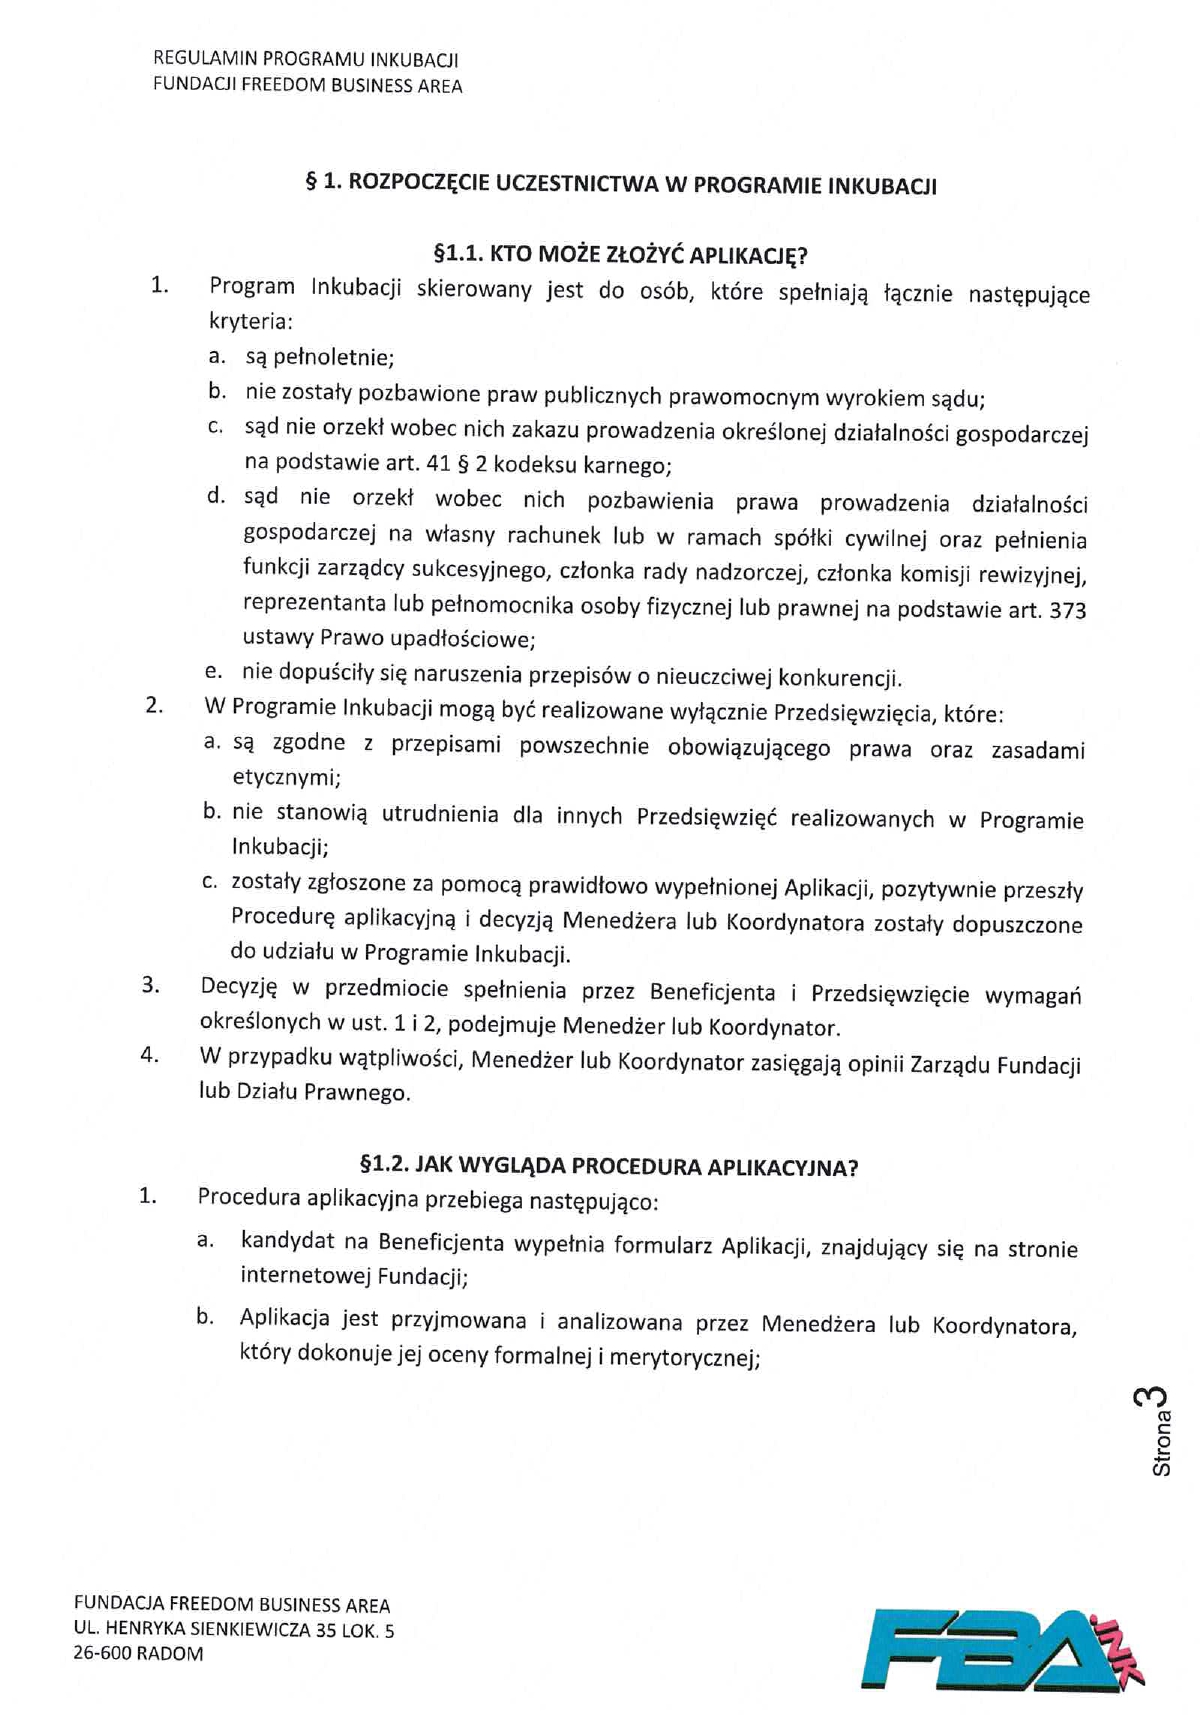 REGULAMIN PROGRAMU INKUBACJI
FUNDACJI FREEDOM BUSINESS AREA
§ 1. ROZPOCZĘCIE UCZESTNICTWA W PROGRAMIE INKUBACJI
§1.1. KTO MOŻE ZŁOŻYĆ APLIKACJĘ?
1. Program Inkubacji skierowany jest do osób, które spełniają łącznie następujące
kryteria:
a. są pełnoletnie;
b. nie zostały pozbawione praw publicznych prawomocnym wyrokiem sądu;
c. sąd nie orzekł wobec nich zakazu prowadzenia określonej działalności gospodarczej
na podstawie art. 41 § 2 kodeksu karnego;
d. sąd nie orzekł wobec nich pozbawienia prawa prowadzenia działalności
gospodarczej na własny rachunek lub w ramach spółki cywilnej oraz pełnienia
funkcji zarządcy sukcesyjnego, członka rady nadzorczej, członka komisji rewizyjnej,
reprezentanta lub pełnomocnika osoby fizycznej lub prawnej na podstawie art. 373
ustawy Prawo upadłościowe;
e. nie dopuściły się naruszenia przepisów o nieuczciwej konkurencji.
2. W Programie Inkubacji mogą być realizowane wyłącznie Przedsięwzięcia, które:
a. są zgodne z przepisami powszechnie obowiązującego prawa oraz zasadami
etycznymi;
b. nie stanowią utrudnienia dla innych Przedsięwzięć realizowanych w Programie
Inkubacji;
c. zostały zgłoszone za pomocą prawidłowo wypełnionej Aplikacji, pozytywnie przeszły
Procedurę aplikacyjną i decyzją Menedżera lub Koordynatora zostały dopuszczone
do udziału w Programie Inkubacji.
3. Decyzję w przedmiocie spełnienia przez Beneficjenta i Przedsięwzięcie wymagań
określonych w ust. 1 i 2, podejmuje Menedżer lub Koordynator.
4. W przypadku wątpliwości, Menedżer lub Koordynator zasięgają opinii Zarządu Fundacji
lub Działu Prawnego.
§1.2. JAK WYGLĄDA PROCEDURA APLIKACYJNA?
1. Procedura aplikacyjna przebiega następująco:
a. kandydat na Beneficjenta wypełnia formularz Aplikacji, znajdujący się na stronie
internetowej Fundacji;
b. Aplikacja jest przyjmowana i analizowana przez Menedżera lub Koordynatora,
który dokonuje jej oceny formalnej i merytorycznej;
Strona 3
FUNDACJA FREEDOM BUSINESS AREA
UL. HENRYKA SIENKIEWICZA 35 LOK. 5
26-600 RADOM
FBA.INK